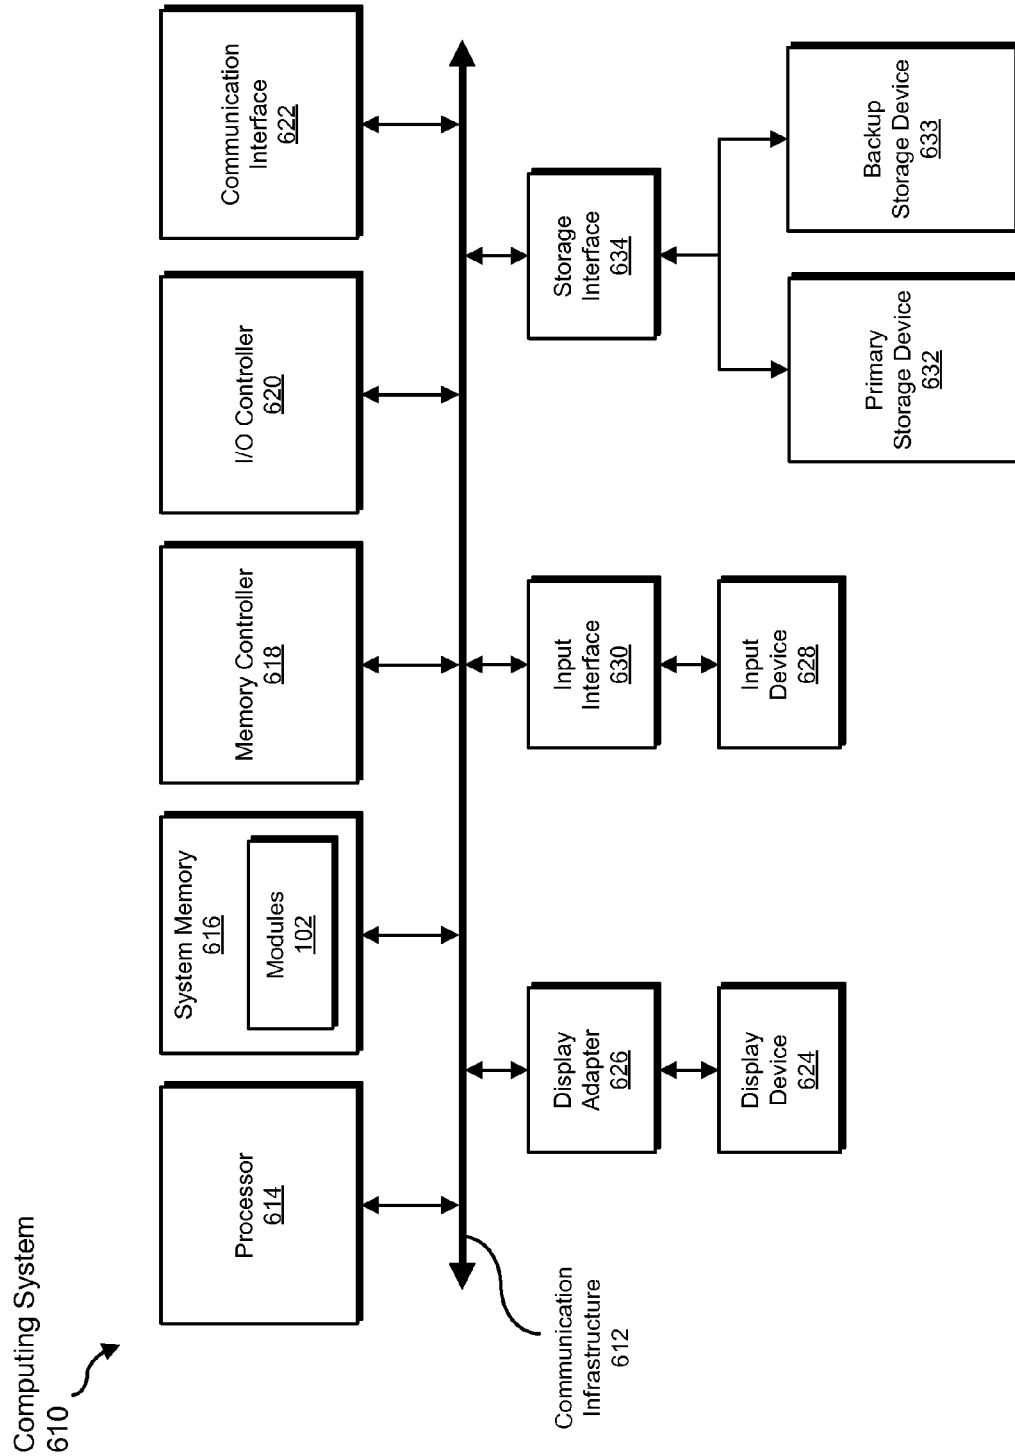 Computing System
610
Processor
614
System Memory
616
Modules
102
Memory Controller
618
I/O Controller
620
Communication
Interface
622
Communication
Infrastructure
612
Display
Adapter
626
Input
Interface
630
Storage
Interface
634
Display
Device
624
Input
Device
628
Primary
Storage Device
632
Backup
Storage Device
633